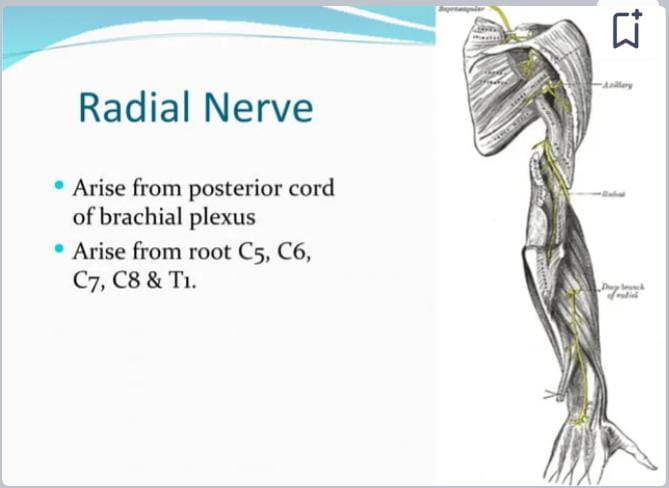 Suprascapular
Radial Nerve
Axillary
• Arise from posterior cord
of brachial plexus
Radial
• Arise from root C5, C6,
C7, C8 & T1.
Deep branch
of radial